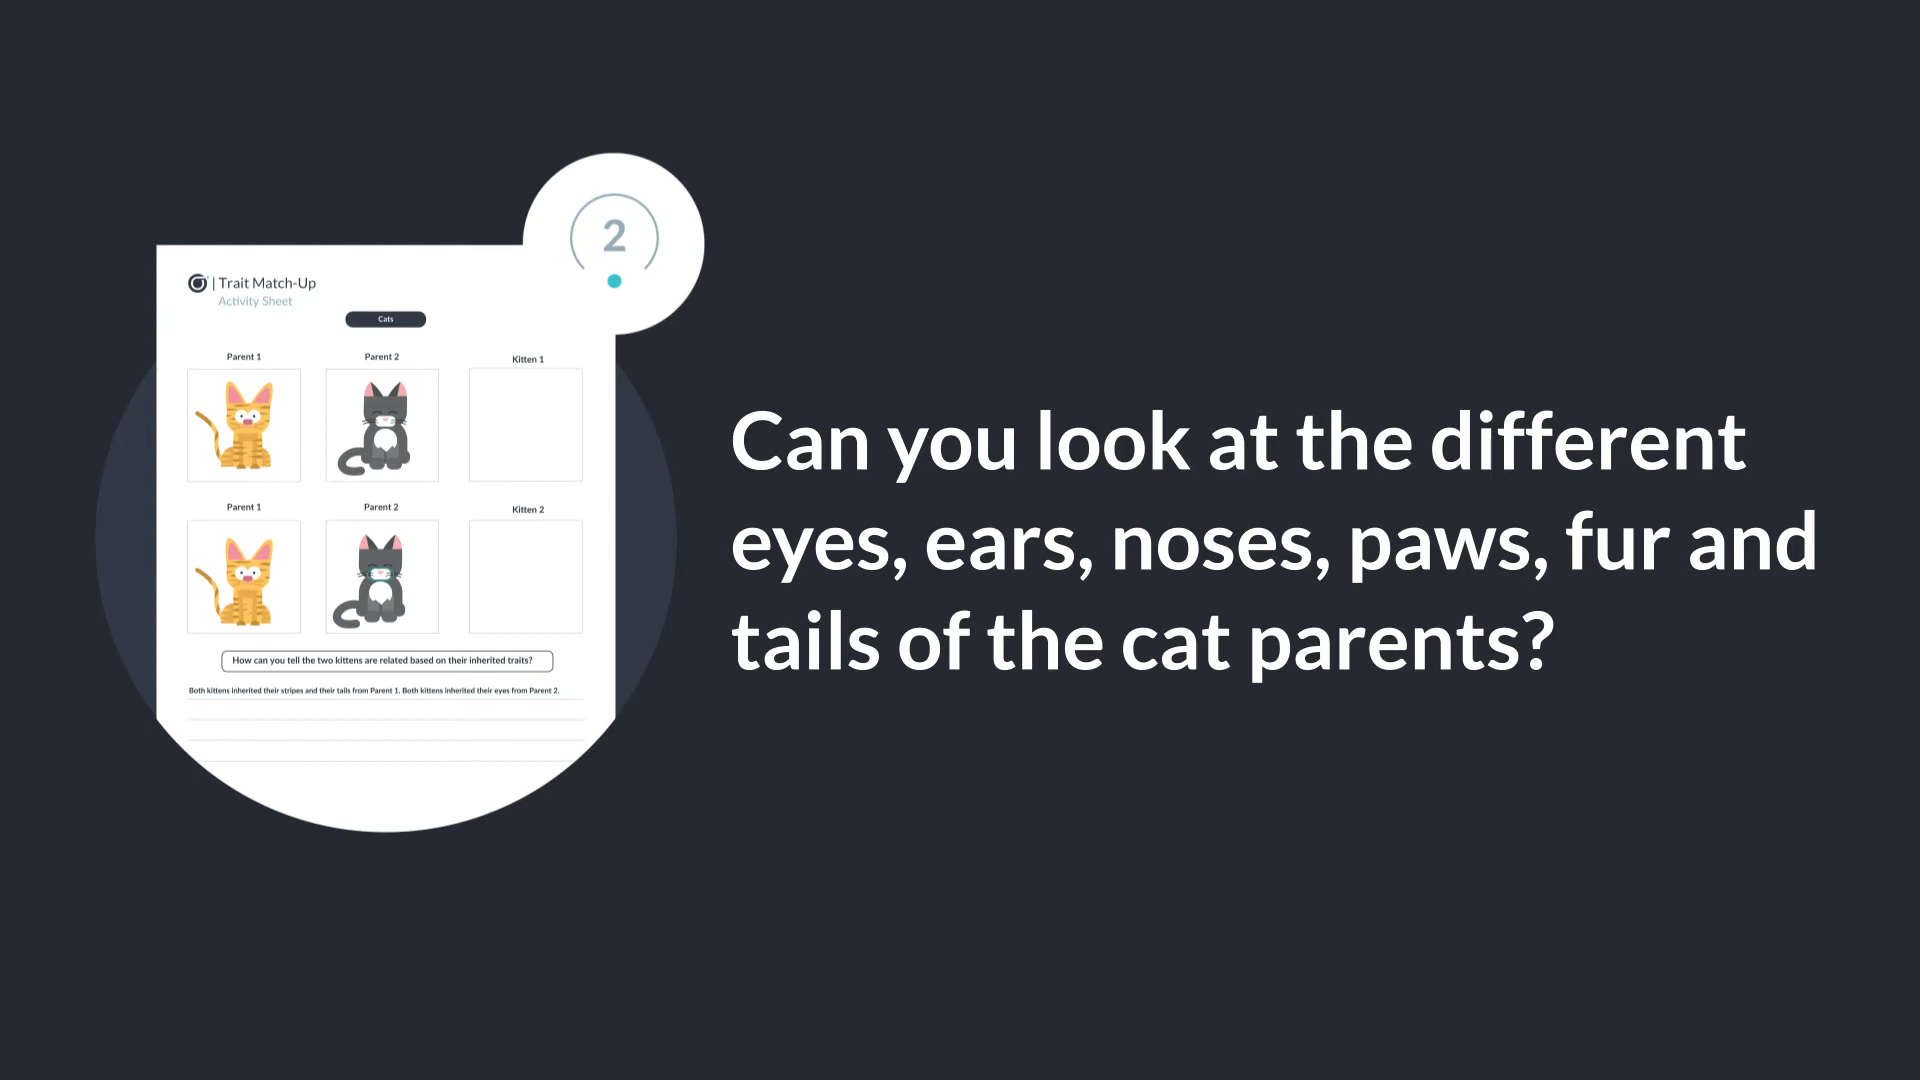 2
| Trait Match-Up
Activity Sheet
Cats
Parent 1
Parent 2
Kitten 1
Parent 1
Parent 2
Kitten 2
How can you tell the two kittens are related based on their inherited traits?
Both kittens inherited their stripes and their tails from Parent 1. Both kittens inherited their eyes from Parent 2.
Can you look at the different
eyes, ears, noses, paws, fur and
tails of the cat parents?